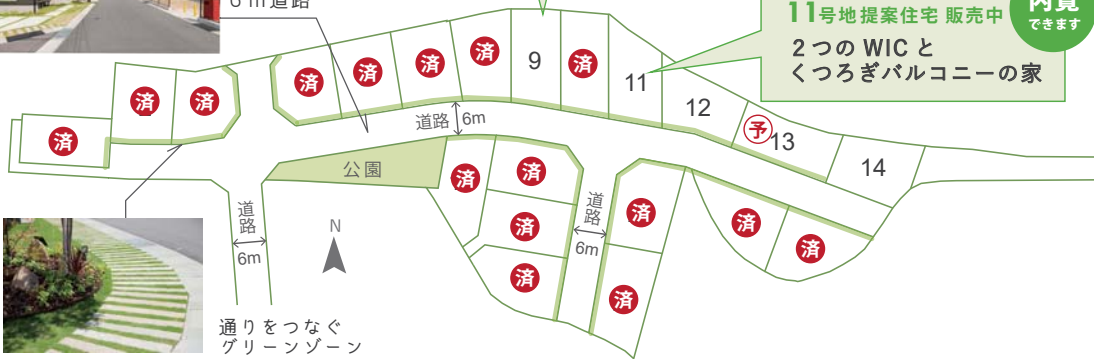 6m道路
11号地提案住宅 販売中
内覧
できます
2つのWICと
くつろぎバルコニーの家
済
済
済
済
済
済
済
9
済
11
12
予
13
14
道路 6m
公園
済
済
済
済
済
済
済
済
道路
6m
道路
6m
N
通りをつなぐ
グリーンゾーン